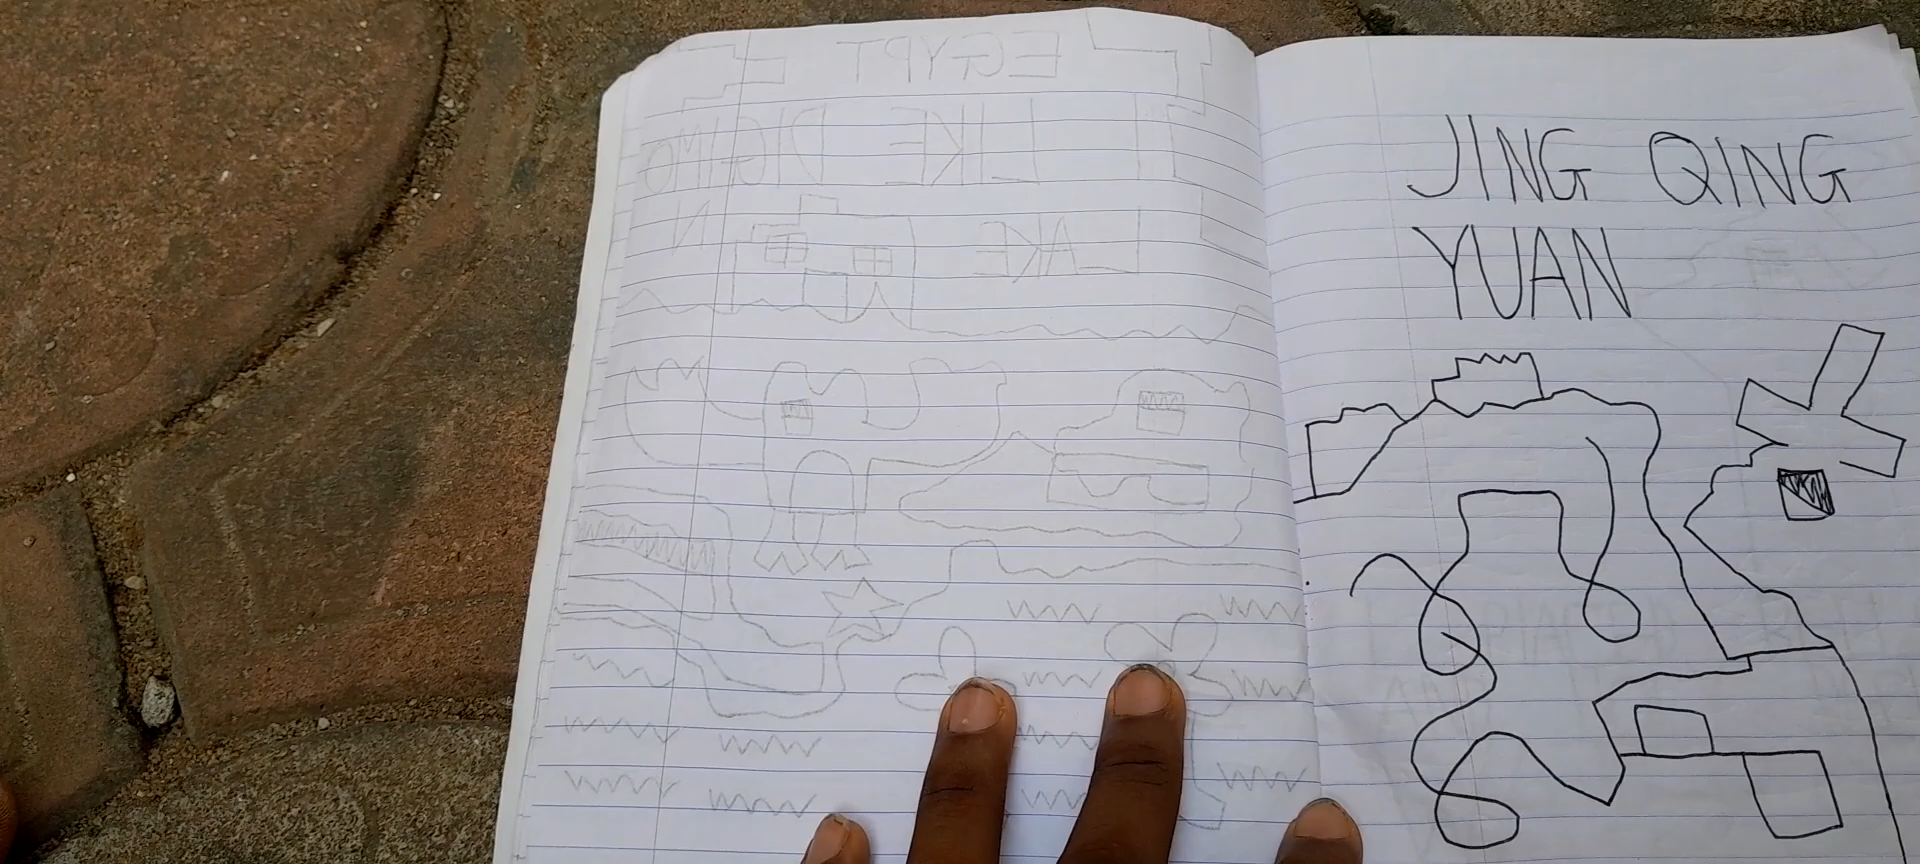 EGYPT
I LIKE DIGIMO
LAKE N
JING QING
YUAN